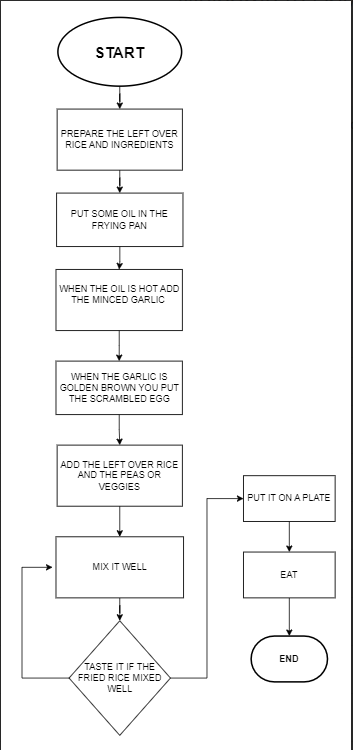 START
PREPARE THE LEFT OVER
RICE AND INGREDIENTS
PUT SOME OIL IN THE
FRYING PAN
WHEN THE OIL IS HOT ADD
THE MINCED GARLIC
WHEN THE GARLIC IS
GOLDEN BROWN YOU PUT
THE SCRAMBLED EGG
ADD THE LEFT OVER RICE
AND THE PEAS OR
VEGGIES
MIX IT WELL
TASTE IT IF THE
FRIED RICE MIXED
WELL
PUT IT ON A PLATE
EAT
END